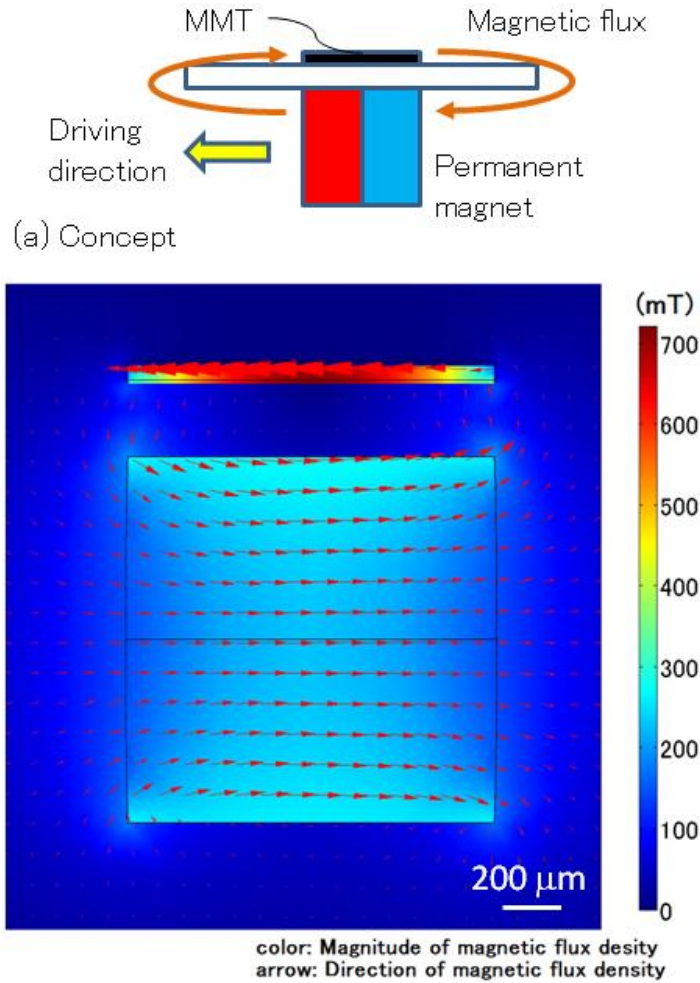 MMT
Magnetic flux
Driving
direction
Permanent
magnet
(a) Concept
(mT)
700
600
500
400
300
200
100
0
200 μm
color: Magnitude of magnetic flux desity
arrow: Direction of magnetic flux density